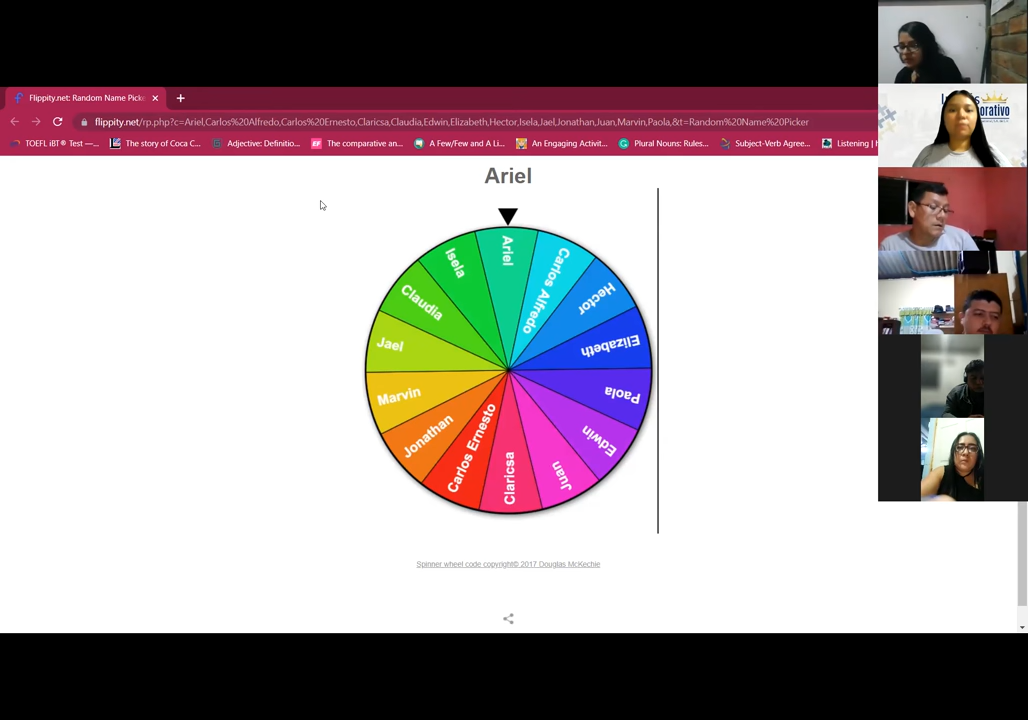 Flippity.net: Random Name Picke
flippity.net/rp.php?c=Ariel,Carlos%20Alfredo,Carlos%20Ernesto,Claricsa,Claudia,Edwin,Elizabeth,Hector,Isela,Jael,Jonathan,Juan,Marvin,Paola,&t=Random%20Name%20Picker
TOEFL iBT® Test —... The story of Coca C... Adjective: Definitio... EF The comparative an... A Few/Few and A Li... An Engaging Activit... Plural Nouns: Rules... Subject-Verb Agree... Listening |
Ariel
Ariel
Carlos Alfredo
Hector
Elizabeth
Paola
Edwin
Juan
Claricsa
Carlos Ernesto
Jonathan
Marvin
Jael
Claudia
Isela
Spinner wheel code copyright© 2017 Douglas McKechie